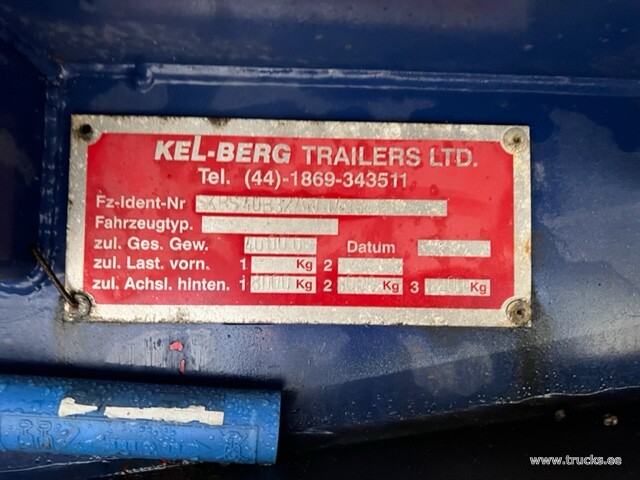 KEL-BERG TRAILERS LTD.
Tel. (44)-1869-343511
Fz-Ident-Nr
Fahrzeugtyp.
zul. Ges. Gew. Datum
zul. Last. vorn. 1 Kg 2
zul. Achsl. hinten. 1 Kg 2 Kg 3 Kg
www.trucks.ee